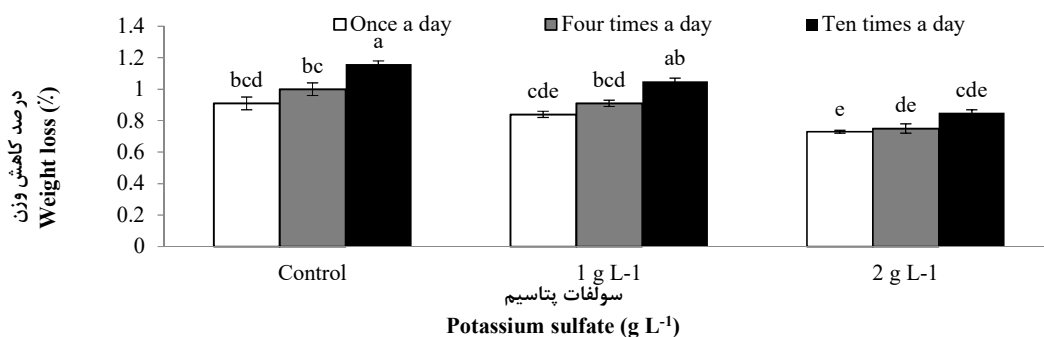 1.4
1.2
1
0.8
0.6
0.4
0.2
0
درصد کاهش وزن
Weight loss (٪)
Once a day Four times a day Ten times a day
bcd bc a
cde bcd ab
e de cde
Control 1 g L-1 2 g L-1
سولفات پتاسیم
Potassium sulfate (g L⁻¹)